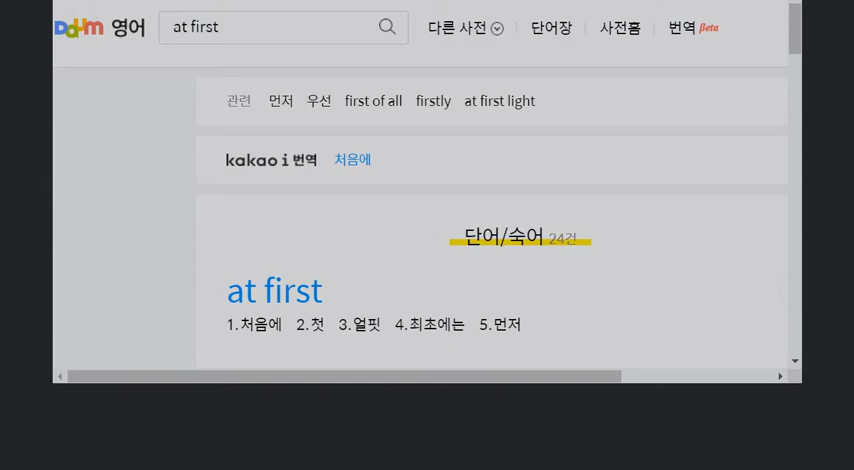 Daum 영어 at first 다른 사전 단어장 사전홈 번역 βeta
관련 먼저 우선 first of all firstly at first light
kakao i 번역 처음에
단어/숙어 24건
at first
1.처음에 2.첫 3.얼핏 4.최초에는 5.먼저